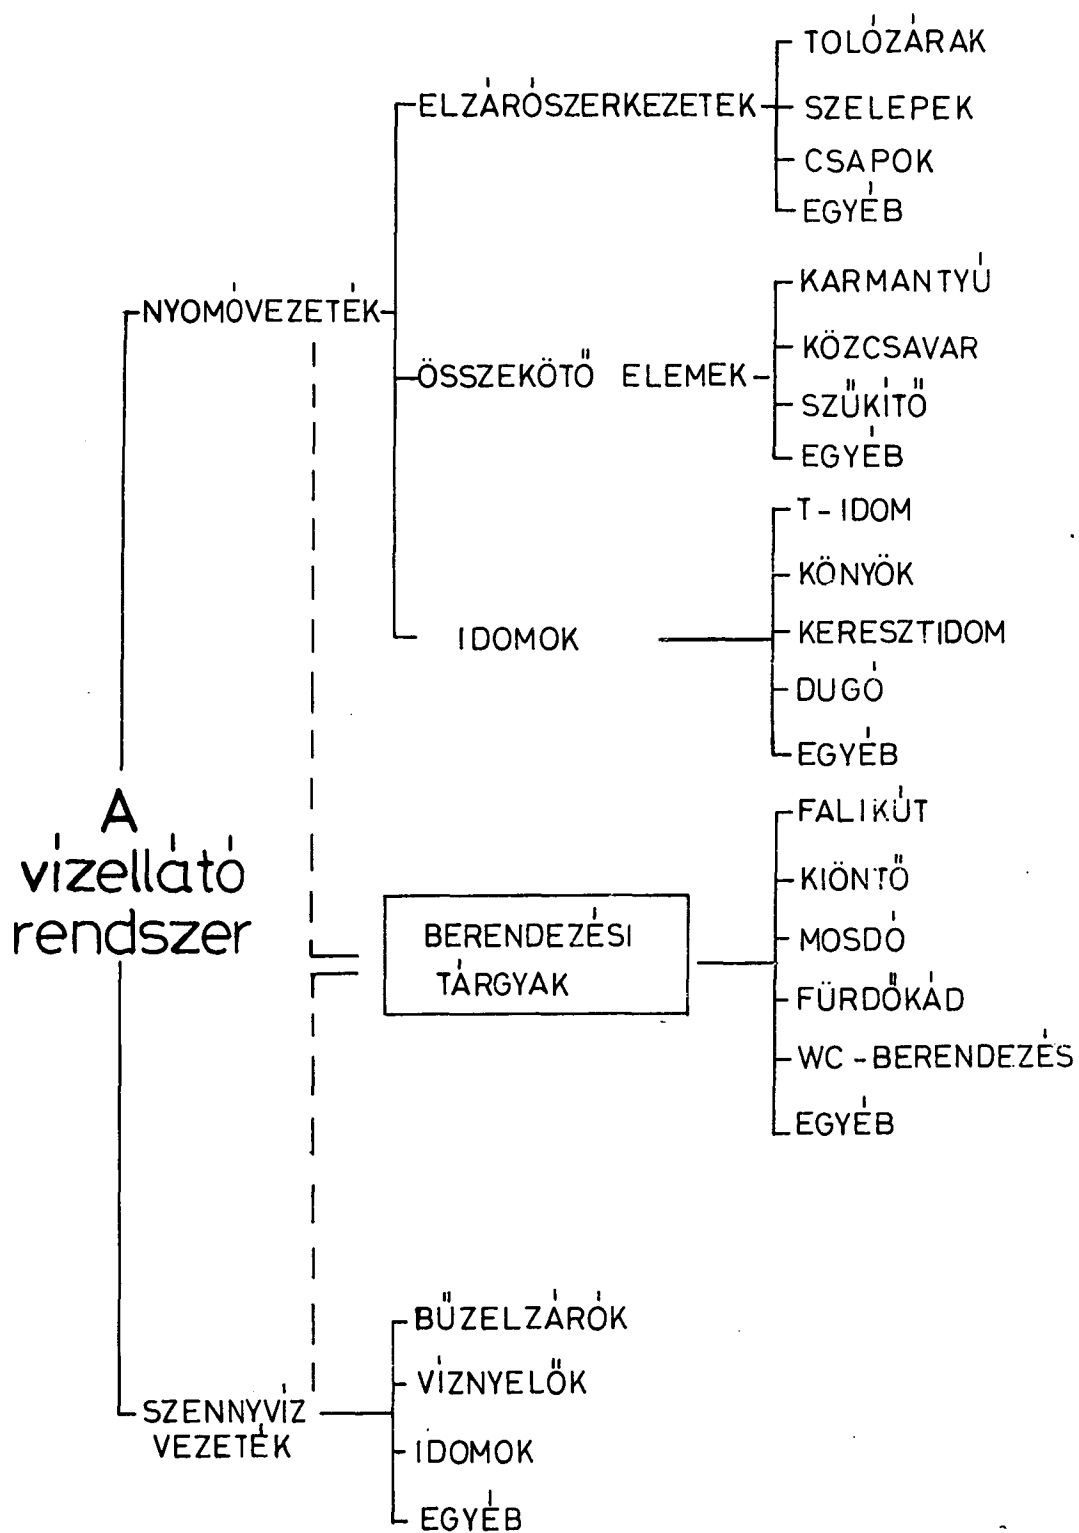 A
vízellátó
rendszer
NYOMÓVEZETÉK
ELZÁRÓSZERKEZETEK
TOLÓZÁRAK
SZELEPEK
CSAPOK
EGYÉB
ÖSSZEKÖTŐ ELEMEK
KARMANTYÚ
KÖZCSAVAR
SZŰKÍTŐ
EGYÉB
IDOMOK
T-IDOM
KÖNYÖK
KERESZTIDOM
DUGÓ
EGYÉB
BERENDEZÉSI
TÁRGYAK
FALIKÚT
KIÖNTŐ
MOSDÓ
FÜRDŐKÁD
WC-BERENDEZÉS
EGYÉB
SZENNYVÍZ
VEZETÉK
BŰZELZÁRÓK
VÍZNYELŐK
IDOMOK
EGYÉB